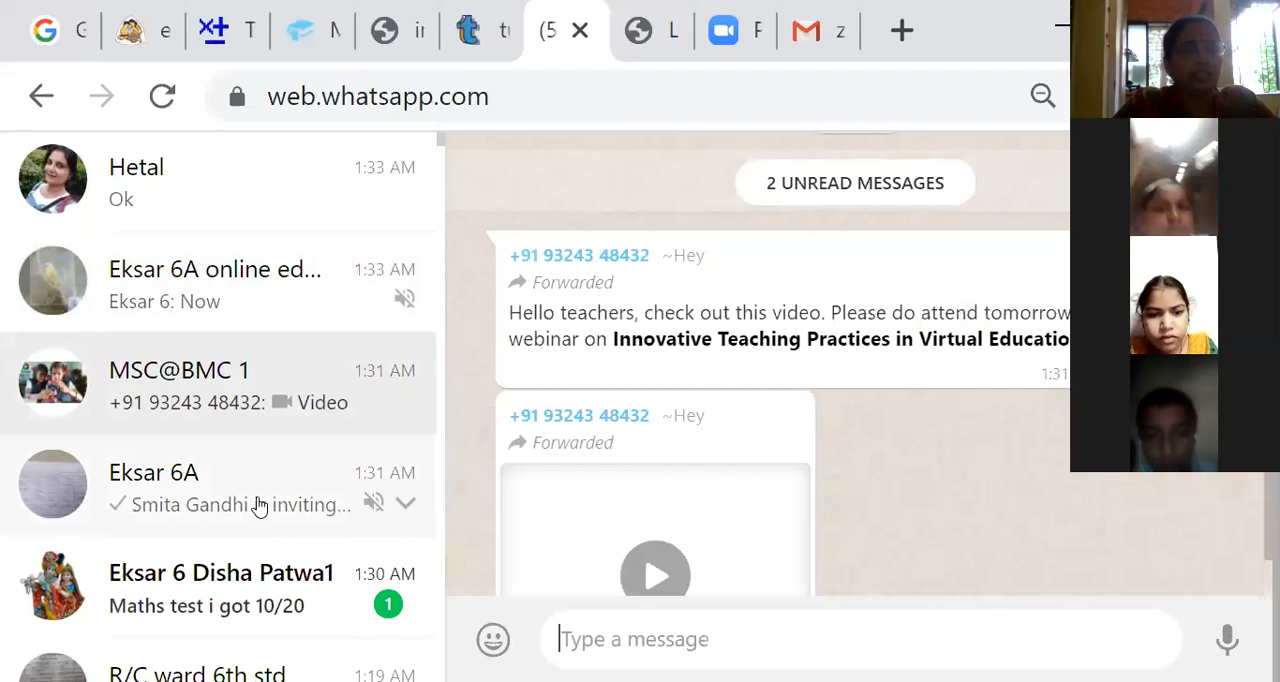 G
e
T
M
ir
tu
(5
L
F
z
web.whatsapp.com
Hetal
1:33 AM
Ok
Eksar 6A online ed...
1:33 AM
Eksar 6: Now
MSC@BMC 1
1:31 AM
+91 93243 48432: Video
Eksar 6A
1:31 AM
Smita Gandhi inviting...
Eksar 6 Disha Patwa1
1:30 AM
Maths test i got 10/20
1
R/C ward 6th std
1:19 AM
2 UNREAD MESSAGES
+91 93243 48432 ~Hey
Forwarded
Hello teachers, check out this video. Please do attend tomorrow
webinar on Innovative Teaching Practices in Virtual Educatio
1:31
+91 93243 48432 ~Hey
Forwarded
Type a message